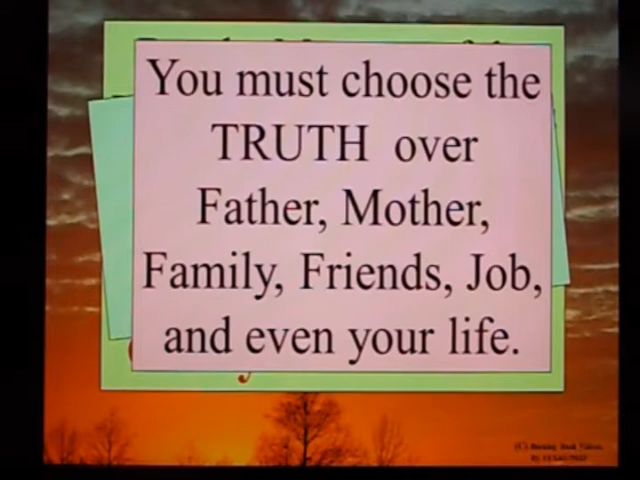 You must choose the
TRUTH over
Father, Mother,
Family, Friends, Job,
and even your life.